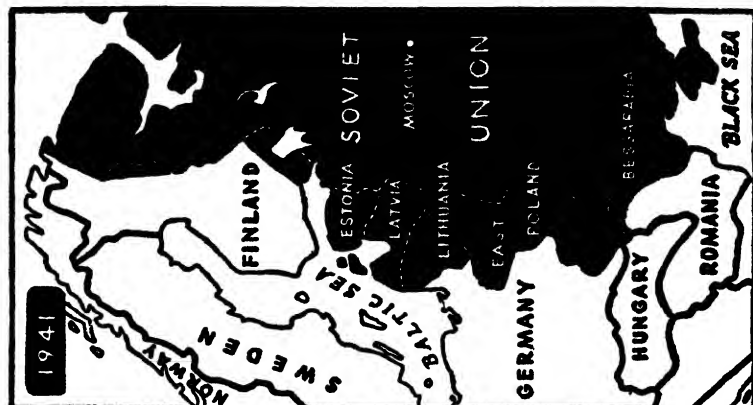 1941
NORWAY
SWEDEN
FINLAND
BALTIC SEA
SOVIET
UNION
MOSCOW
ESTONIA
LATVIA
LITHUANIA
EAST
POLAND
GERMANY
BESSARABIA
HUNGARY
ROMANIA
BLACK SEA